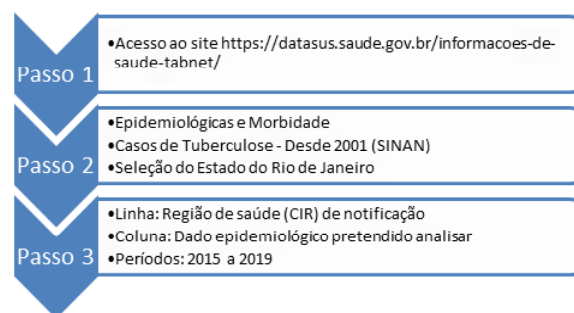 Passo 1
•Acesso ao site https://datasus.saude.gov.br/informacoes-de-
saude-tabnet/
Passo 2
•Epidemiológicas e Morbidade
•Casos de Tuberculose - Desde 2001 (SINAN)
•Seleção do Estado do Rio de Janeiro
Passo 3
•Linha: Região de saúde (CIR) de notificação
•Coluna: Dado epidemiológico pretendido analisar
•Períodos: 2015 a 2019